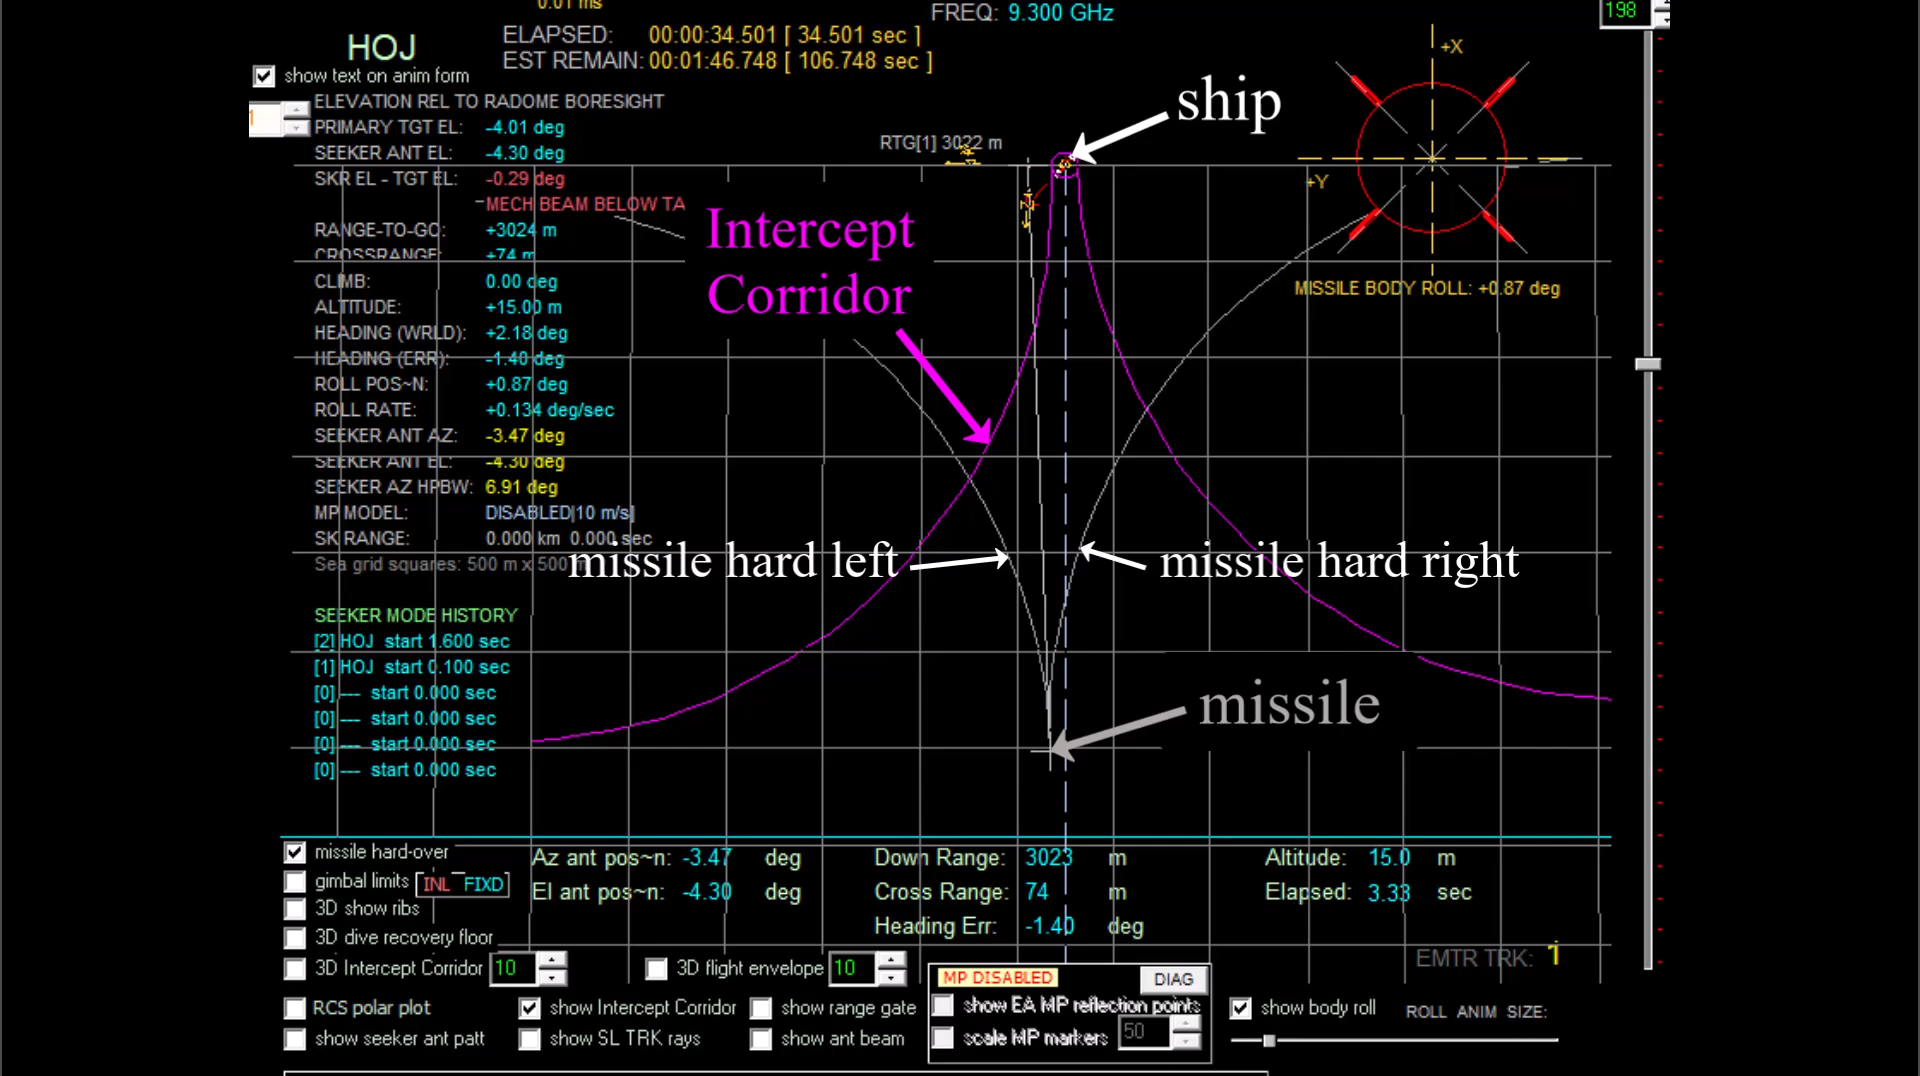 0.01 ms
FREQ: 9.300 GHz
198
HOJ
ELAPSED: 00:00:34.501 [ 34.501 sec ]
EST REMAIN: 00:01:46.748 [ 106.748 sec ]
show text on anim form
ELEVATION REL TO RADOME BORESIGHT
PRIMARY TGT EL: -4.01 deg
SEEKER ANT EL: -4.30 deg
SKR EL - TGT EL: -0.29 deg
MECH BEAM BELOW TA
RANGE-TO-GO: +3024 m
CROSSRANGE: +74 m
CLIMB: 0.00 deg
ALTITUDE: +15.00 m
HEADING (WRLD): +2.18 deg
HEADING (ERR): -1.40 deg
ROLL POS~N: +0.87 deg
ROLL RATE: +0.134 deg/sec
SEEKER ANT AZ: -3.47 deg
SEEKER ANT EL: -4.30 deg
SEEKER AZ HPBW: 6.91 deg
MP MODEL: DISABLED|10 m/s|
SK RANGE: 0.000 km 0.000 sec
Sea grid squares: 500 m x 500
SEEKER MODE HISTORY
[2] HOJ start 1.600 sec
[1] HOJ start 0.100 sec
[0] --- start 0.000 sec
[0] --- start 0.000 sec
[0] --- start 0.000 sec
[0] --- start 0.000 sec
RTG[1] 3022 m
ship
+X
+Y
MISSILE BODY ROLL: +0.87 deg
Intercept
Corridor
missile hard left
missile hard right
missile
missile hard-over
gimbal limits INL FIXD
3D show ribs
3D dive recovery floor
3D Intercept Corridor 10
3D flight envelope 10
Az ant pos~n: -3.47 deg
El ant pos~n: -4.30 deg
Down Range: 3023 m
Cross Range: 74 m
Heading Err: -1.40 deg
Altitude: 15.0 m
Elapsed: 3.33 sec
EMTR TRK: 1
RCS polar plot
show Intercept Corridor
show range gate
show seeker ant patt
show SL TRK rays
show ant beam
MP DISABLED
DIAG
show EA MP reflection points
scale MP markers 50
show body roll
ROLL ANIM SIZE: